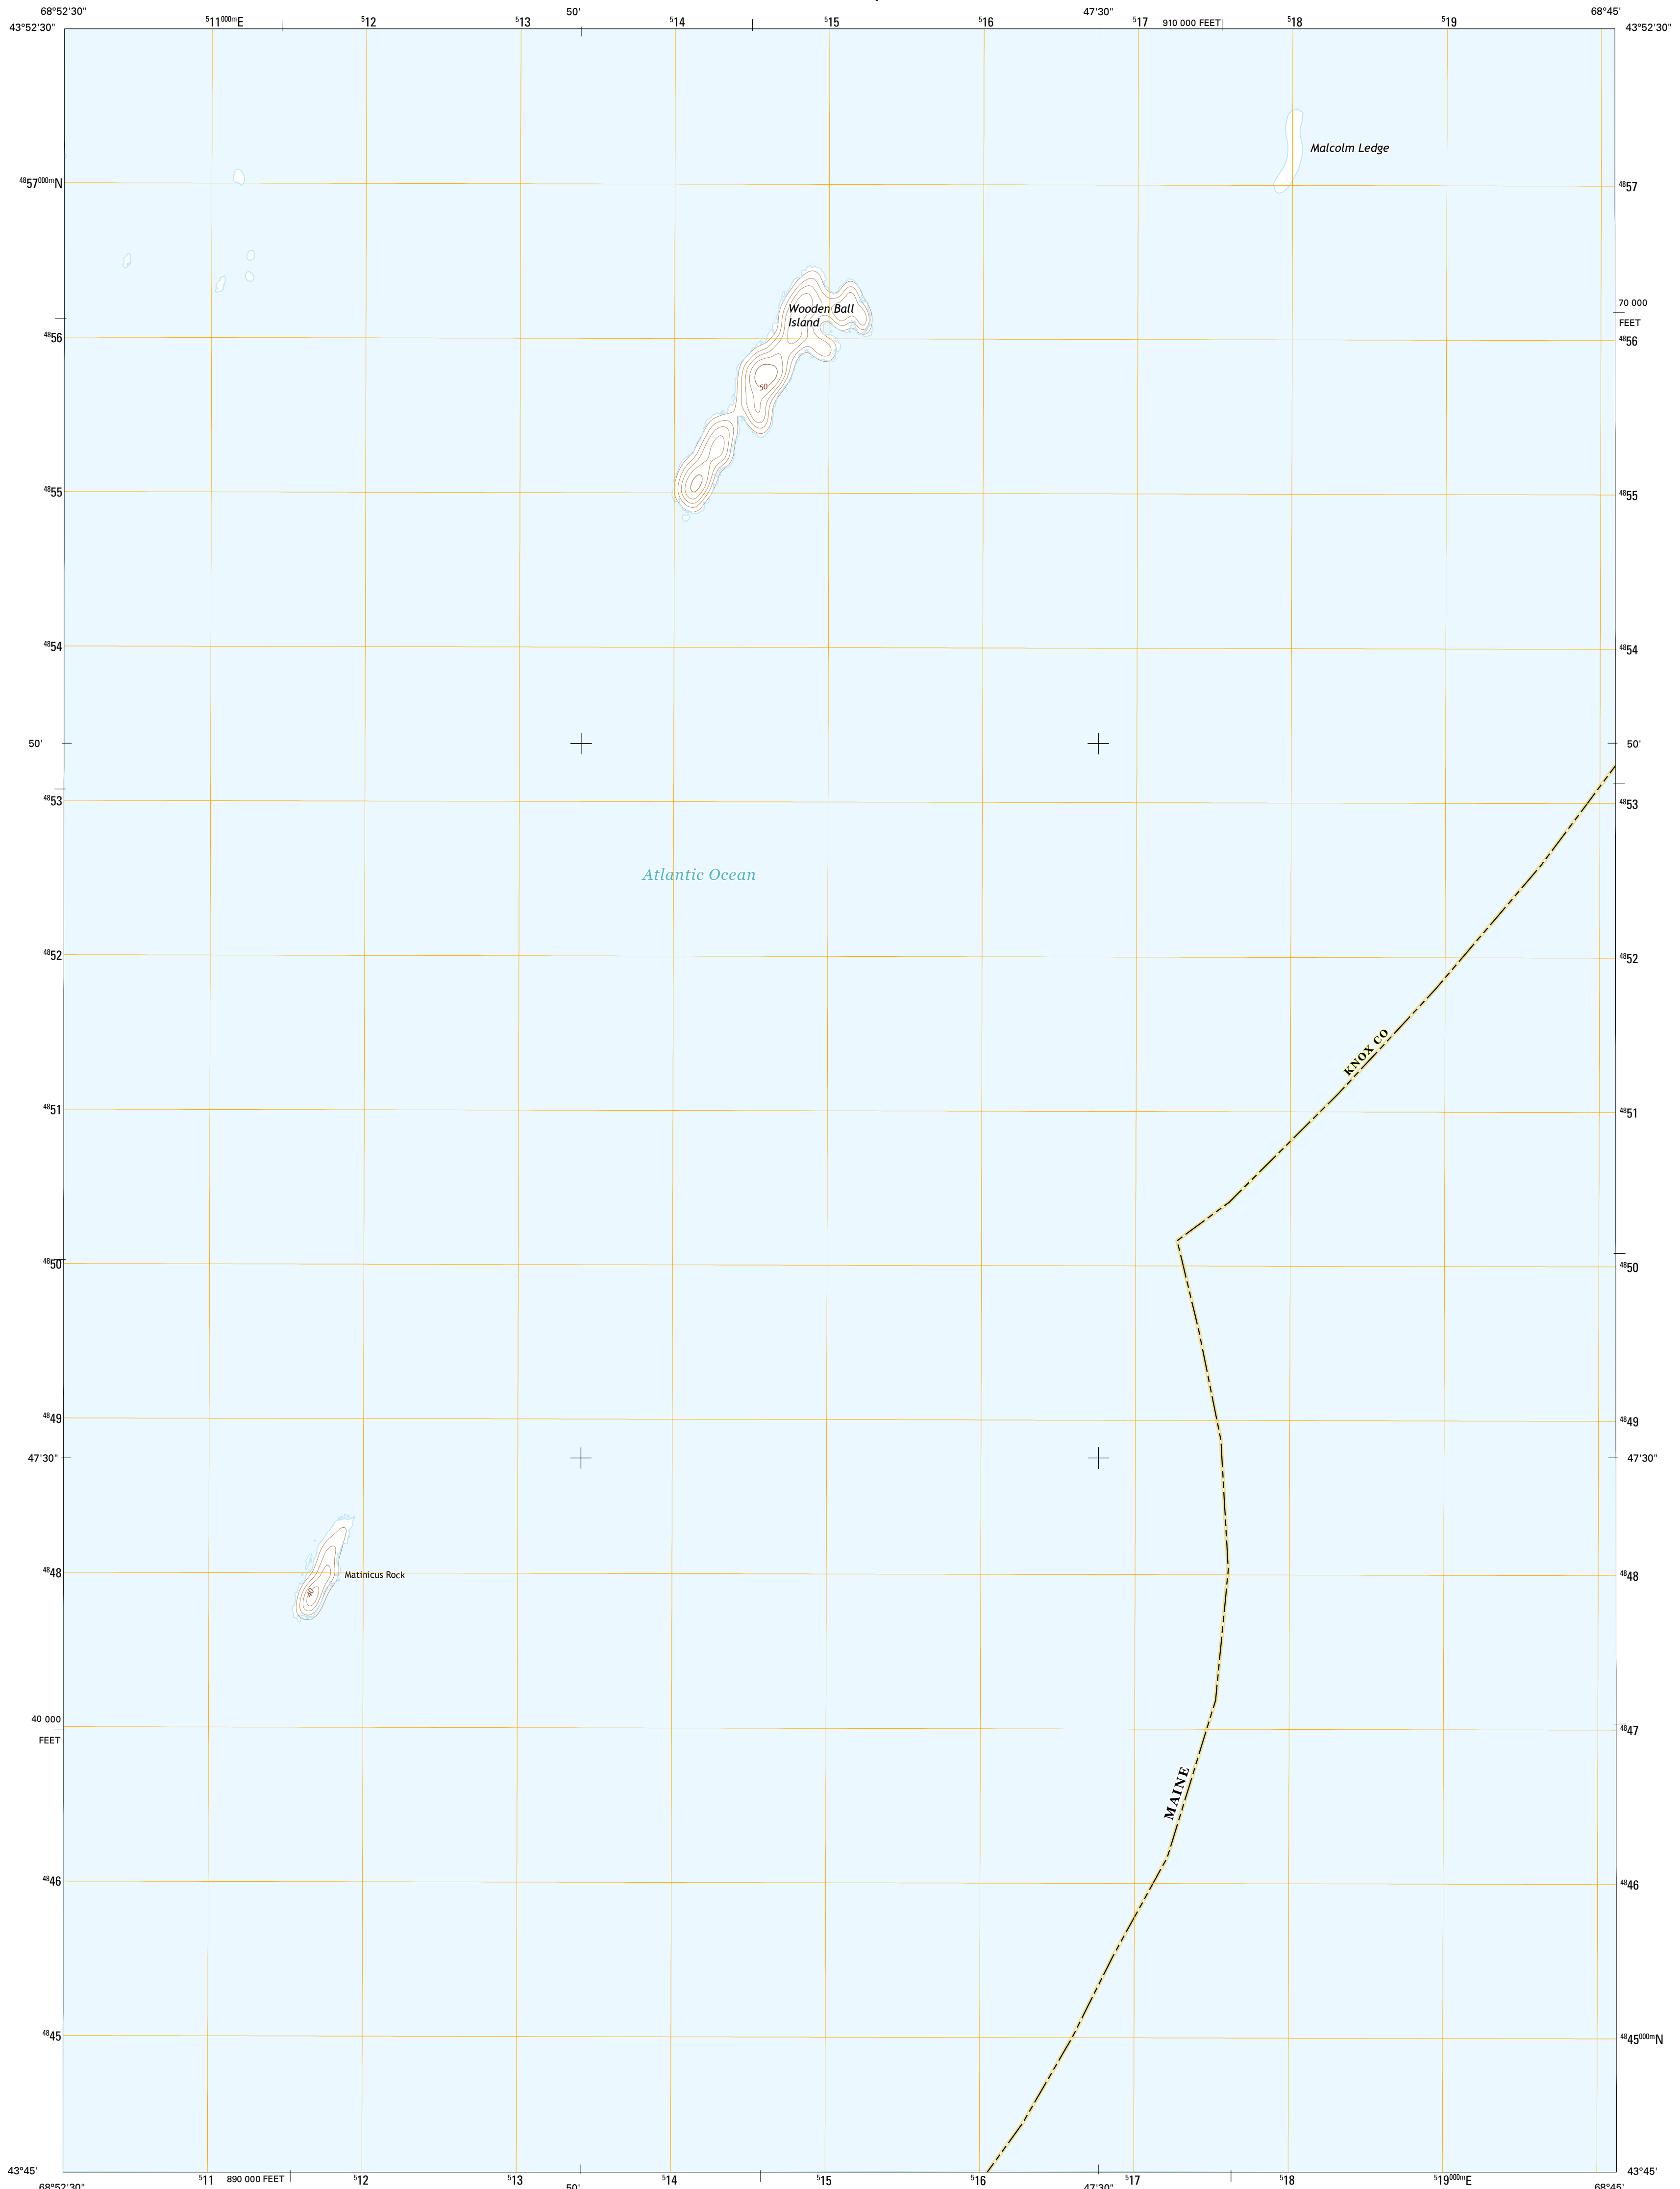 68°52'30" 50' 47'30" 68°45'
⁵11⁰⁰⁰ᵐE ⁵12 ⁵13 ⁵14 ⁵15 ⁵16 ⁵17 910 000 FEET ⁵18 ⁵19
43°52'30" 43°52'30"
Malcolm Ledge
⁴⁸57⁰⁰⁰ᵐN ⁴⁸57
70 000
FEET
Wooden Ball
Island
⁴⁸56 ⁴⁸56
50
⁴⁸55 ⁴⁸55
⁴⁸54 ⁴⁸54
50' 50'
⁴⁸53 ⁴⁸53
Atlantic Ocean
⁴⁸52 ⁴⁸52
KNOX CO
⁴⁸51 ⁴⁸51
⁴⁸50 ⁴⁸50
⁴⁸49 ⁴⁸49
47'30" 47'30"
⁴⁸48 ⁴⁸48
Matinicus Rock
40
40 000
FEET
⁴⁸47
MAINE
⁴⁸46 ⁴⁸46
⁴⁸45 ⁴⁸45⁰⁰⁰ᵐN
43°45' 43°45'
⁵11 890 000 FEET ⁵12 ⁵13 ⁵14 ⁵15 ⁵16 ⁵17 ⁵18 ⁵19⁰⁰⁰ᵐE
68°52'30" 50' 47'30" 68°45'